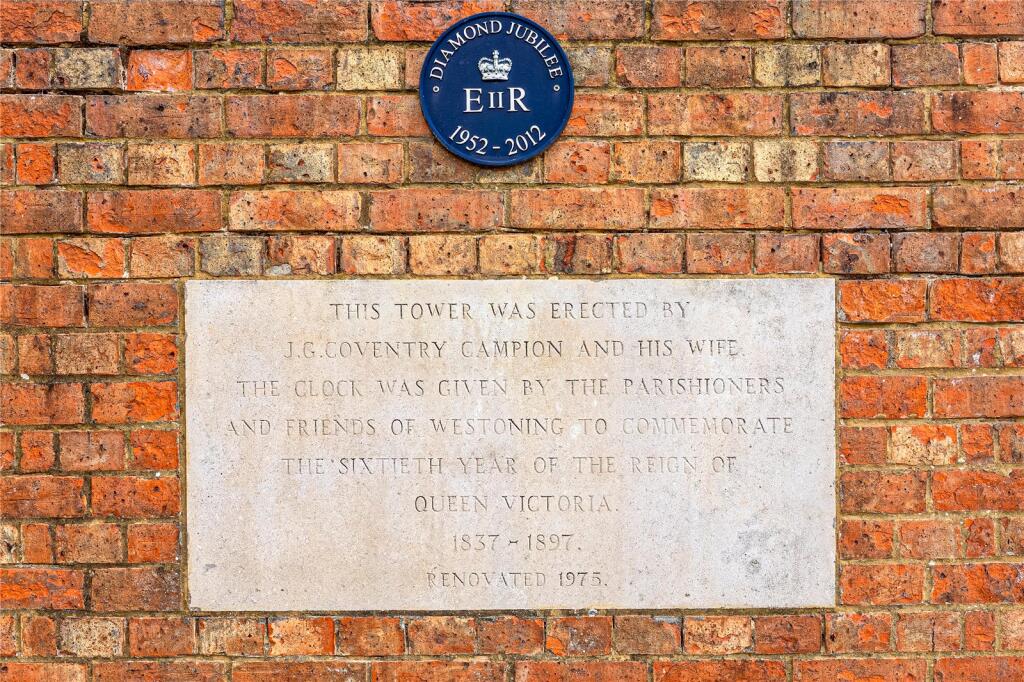 DIAMOND JUBILEE
E II R
1952 - 2012
THIS TOWER WAS ERECTED BY
J.G.COVENTRY CAMPION AND HIS WIFE.
THE CLOCK WAS GIVEN BY THE PARISHIONERS
AND FRIENDS OF WESTONING TO COMMEMORATE
THE SIXTIETH YEAR OF THE REIGN OF
QUEEN VICTORIA.
1837 - 1897.
RENOVATED 1975.